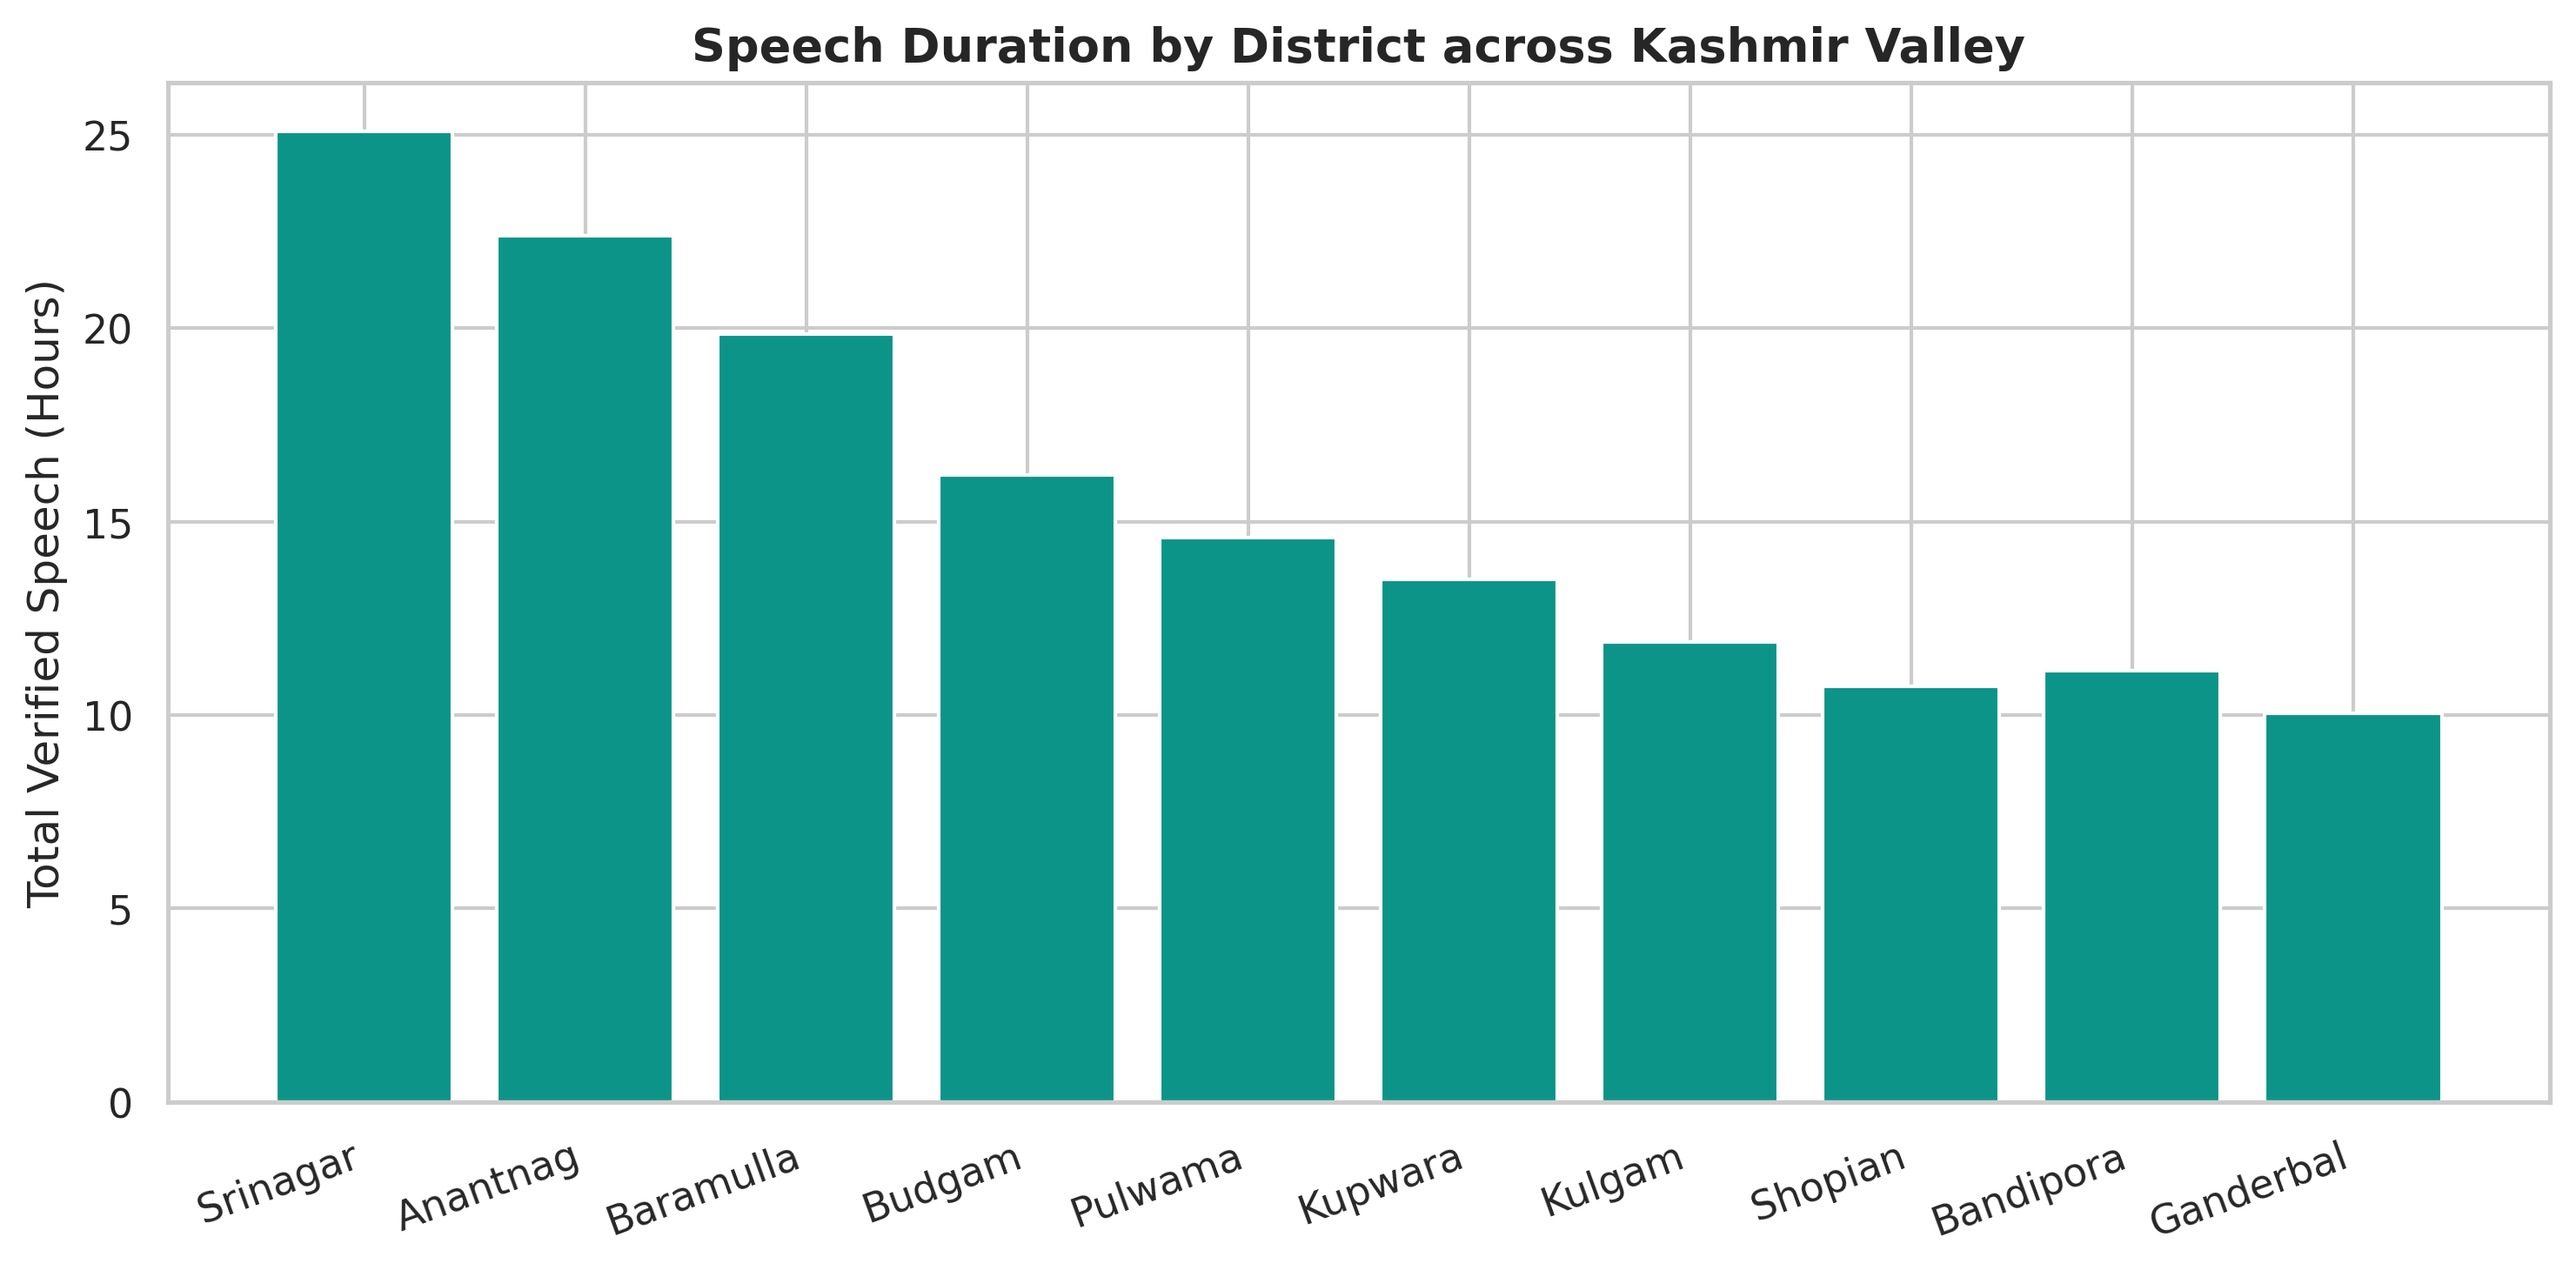 Speech Duration by District across Kashmir Valley
Total Verified Speech (Hours)
25
20
15
10
5
0
Srinagar
Anantnag
Baramulla
Budgam
Pulwama
Kupwara
Kulgam
Shopian
Bandipora
Ganderbal